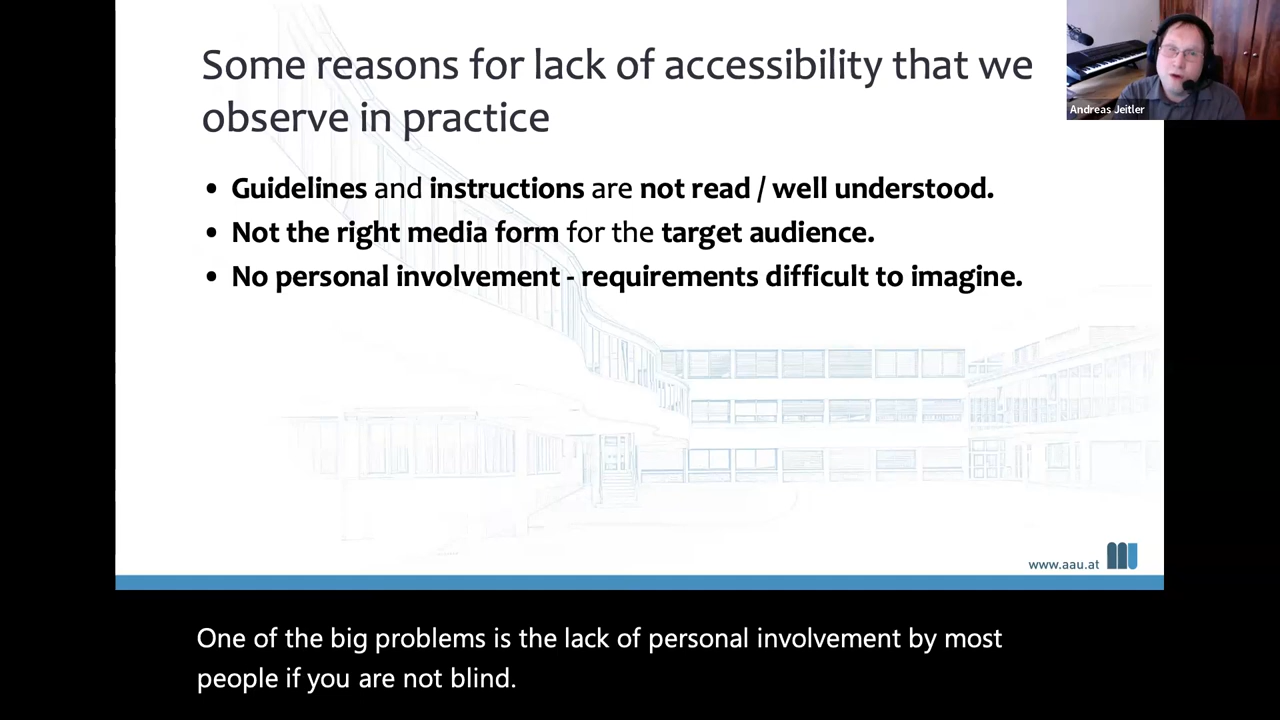 Some reasons for lack of accessibility that we
observe in practice
Andreas Jeitler
• Guidelines and instructions are not read / well understood.
• Not the right media form for the target audience.
• No personal involvement - requirements difficult to imagine.
www.aau.at
One of the big problems is the lack of personal involvement by most
people if you are not blind.